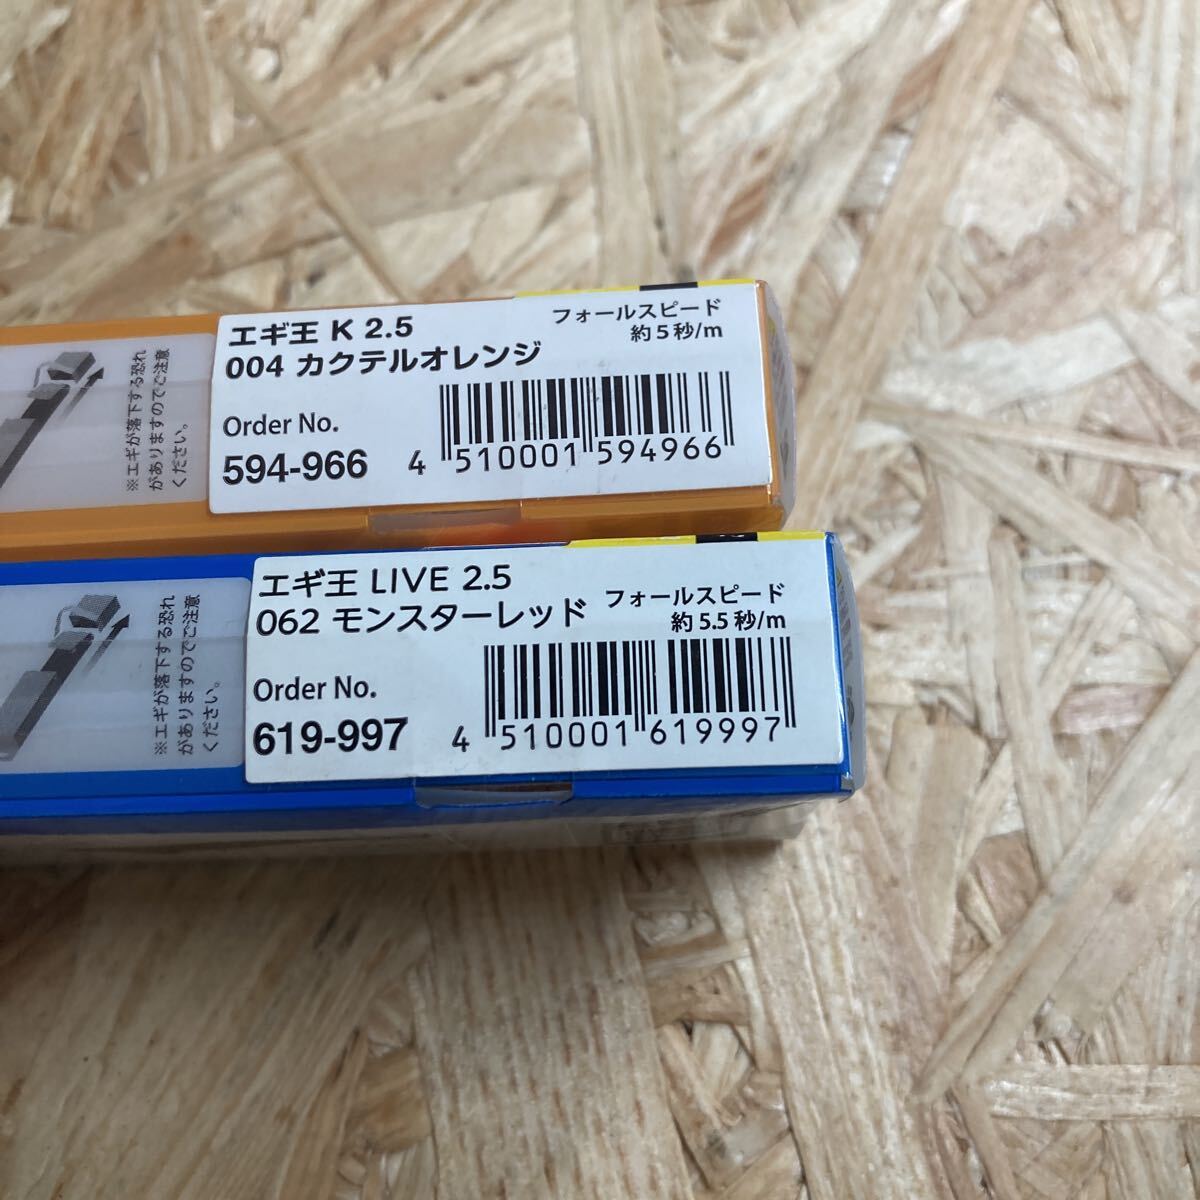 ※エギが落下する恐れ
がありますのでご注意
ください。
エギ王 K 2.5
004 カクテルオレンジ
フォールスピード
約5秒/m
Order No.
594-966
4 510001 594966
※エギが落下する恐れ
がありますのでご注意
ください。
エギ王 LIVE 2.5
062 モンスターレッド
フォールスピード
約5.5秒/m
Order No.
619-997
4 510001 619997